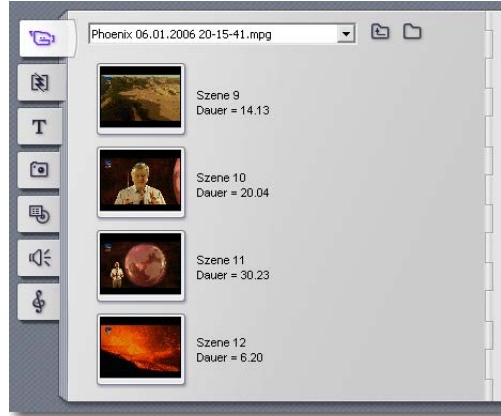 Phoenix 06.01.2006 20-15-41.mpg
Szene 9
Dauer = 14.13
T
Szene 10
Dauer = 20.04
Szene 11
Dauer = 30.23
Szene 12
Dauer = 6.20